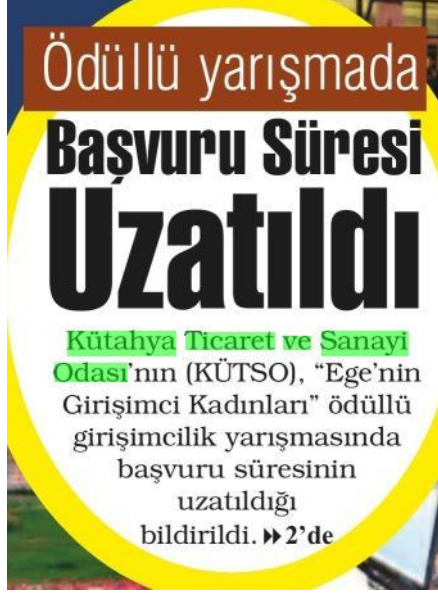 Ödüllü yarışmada
Başvuru Süresi
Uzatıldı
Kütahya Ticaret ve Sanayi
Odası’nın (KÜTSO), “Ege’nin
Girişimci Kadınları” ödüllü
girişimcilik yarışmasında
başvuru süresinin
uzatıldığı
bildirildi. ▸▸2’de